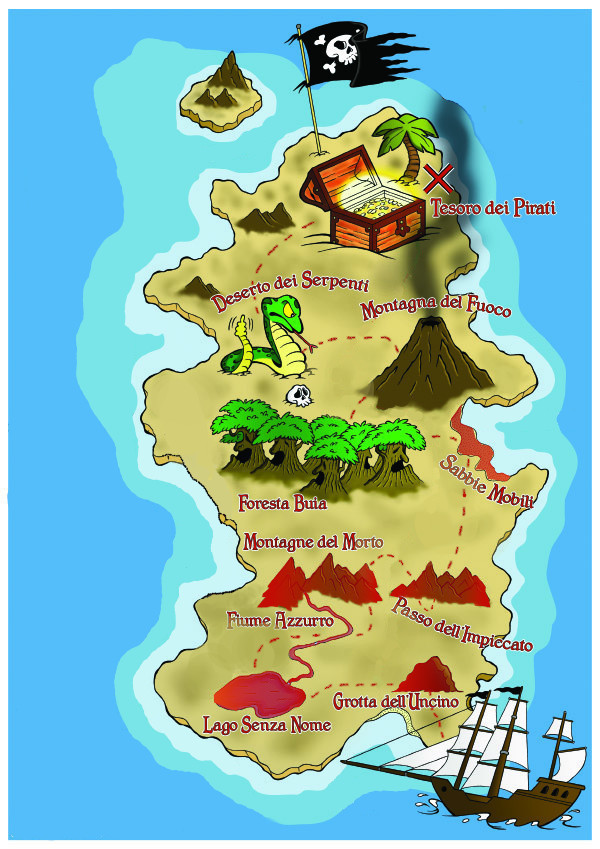 Tesoro dei Pirati
Deserto dei Serpenti
Montagna del Fuoco
Sabbie Mobili
Foresta Buia
Montagne del Morto
Passo dell'Impiccato
Fiume Azzurro
Grotta dell'Uncino
Lago Senza Nome